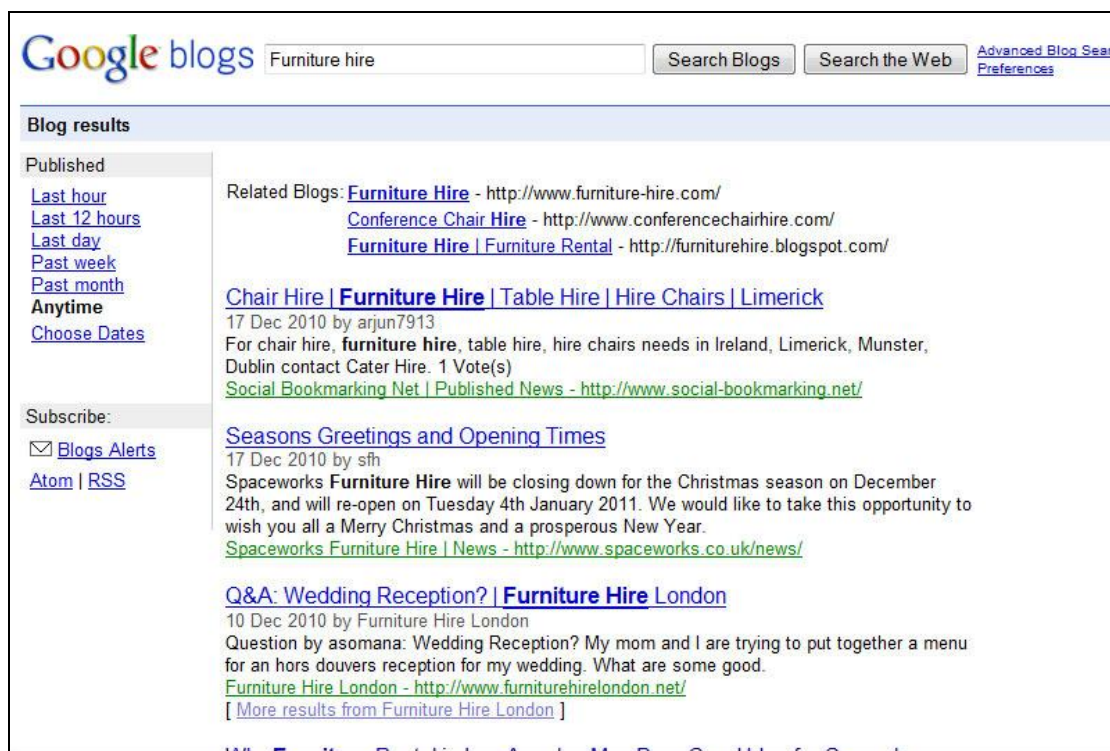 Google blogs Furniture hire Search Blogs Search the Web Advanced Blog Sear
Preferences
Blog results
Published
Last hour
Last 12 hours
Last day
Past week
Past month
Anytime
Choose Dates
Subscribe:
Blogs Alerts
Atom | RSS
Related Blogs: Furniture Hire - http://www.furniture-hire.com/
Conference Chair Hire - http://www.conferencechairhire.com/
Furniture Hire | Furniture Rental - http://furniturehire.blogspot.com/
Chair Hire | Furniture Hire | Table Hire | Hire Chairs | Limerick
17 Dec 2010 by arjun7913
For chair hire, furniture hire, table hire, hire chairs needs in Ireland, Limerick, Munster,
Dublin contact Cater Hire. 1 Vote(s)
Social Bookmarking Net | Published News - http://www.social-bookmarking.net/
Seasons Greetings and Opening Times
17 Dec 2010 by sfh
Spaceworks Furniture Hire will be closing down for the Christmas season on December
24th, and will re-open on Tuesday 4th January 2011. We would like to take this opportunity to
wish you all a Merry Christmas and a prosperous New Year.
Spaceworks Furniture Hire | News - http://www.spaceworks.co.uk/news/
Q&A: Wedding Reception? | Furniture Hire London
10 Dec 2010 by Furniture Hire London
Question by asomana: Wedding Reception? My mom and I are trying to put together a menu
for an hors douvers reception for my wedding. What are some good.
Furniture Hire London - http://www.furniturehirelondon.net/
[ More results from Furniture Hire London ]